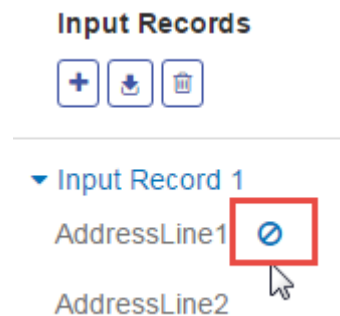 Input Records
Input Record 1
AddressLine1
AddressLine2